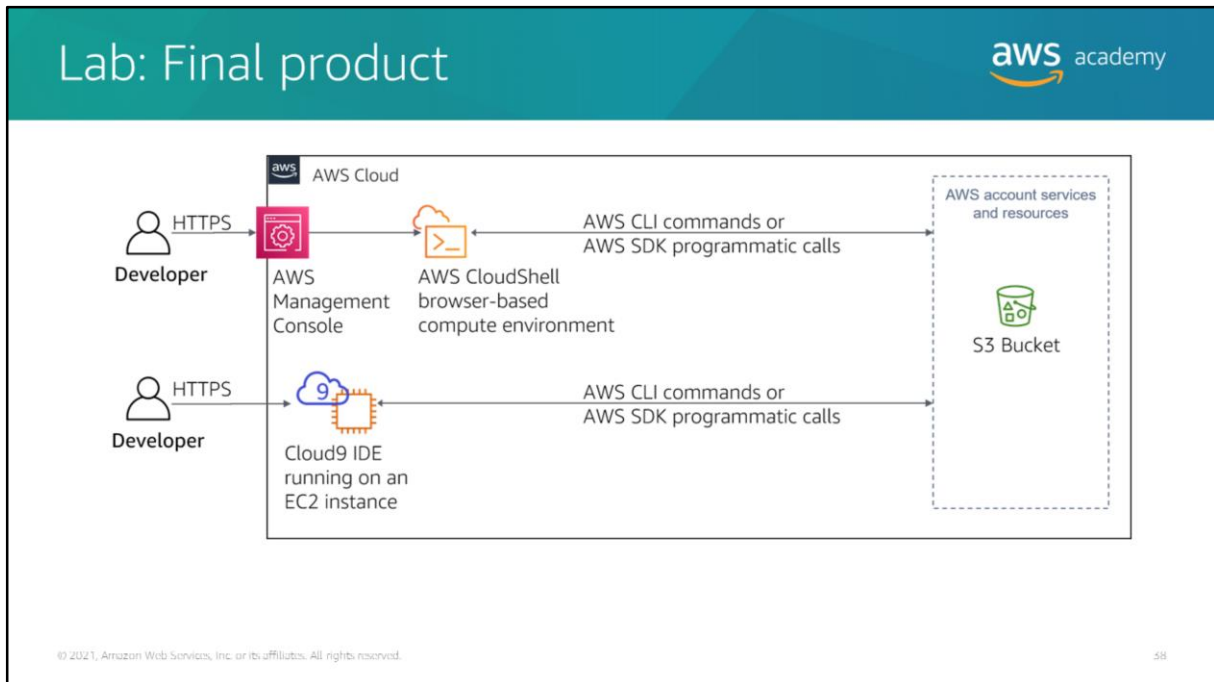 Lab: Final product
aws academy
aws
AWS Cloud
HTTPS
Developer
AWS
Management
Console
AWS CloudShell
browser-based
compute environment
AWS CLI commands or
AWS SDK programmatic calls
AWS account services
and resources
S3 Bucket
HTTPS
Developer
9
Cloud9 IDE
running on an
EC2 instance
AWS CLI commands or
AWS SDK programmatic calls
© 2021, Amazon Web Services, Inc. or its affiliates. All rights reserved.
38